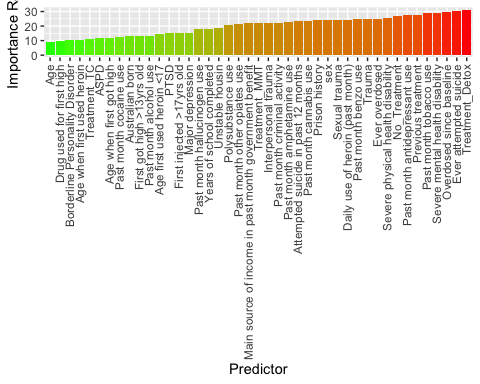 Importance R
30
20
10
0
Age
Drug used for first high
Borderline Personality Disorder
Age when first used heroin
Treatment_TC
ASPD
Age when first got high
Past month cocaine use
Australian born
First got high >13yrs old
Past month alcohol use
Age first used heroin <17
PTSD
First injected >17yrs old
Major depression
Past month hallucinogen use
Years of school completed
Unstable housin
Polysubstance use
Past month other opiates use
Main source of income in past month government benefit
Treatment_MMT
Interpersonal trauma
Past month criminal activity
Past month amphetamine use
Attempted suicide in past 12 months
Past month cannabis use
Prison history
sex
Sexual trauma
Daily use of heroin (past month)
Past month benzo use
Trauma
Ever overdosed
Severe physical health disability
No_Treatment
Past month antidepressant use
Previous treatment
Past month tobacco use
Severe mental health disability
Overdosed since baseline
Ever attempted suicide
Treatment_Detox
Predictor